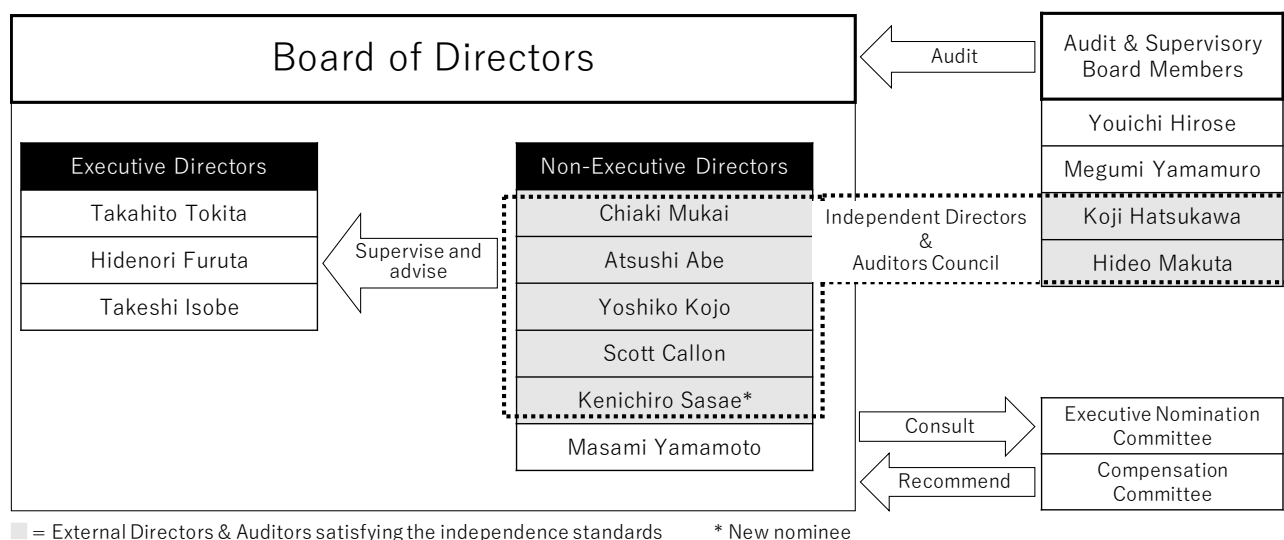 Board of Directors
Audit
Audit & Supervisory
Board Members
Youichi Hirose
Megumi Yamamuro
Koji Hatsukawa
Hideo Makuta
Executive Directors
Takahito Tokita
Hidenori Furuta
Takeshi Isobe
Supervise and
advise
Non-Executive Directors
Chiaki Mukai
Atsushi Abe
Yoshiko Kojo
Scott Callon
Kenichiro Sasae*
Masami Yamamoto
Independent Directors
&
Auditors Council
Consult
Recommend
Executive Nomination
Committee
Compensation
Committee
= External Directors & Auditors satisfying the independence standards
* New nominee